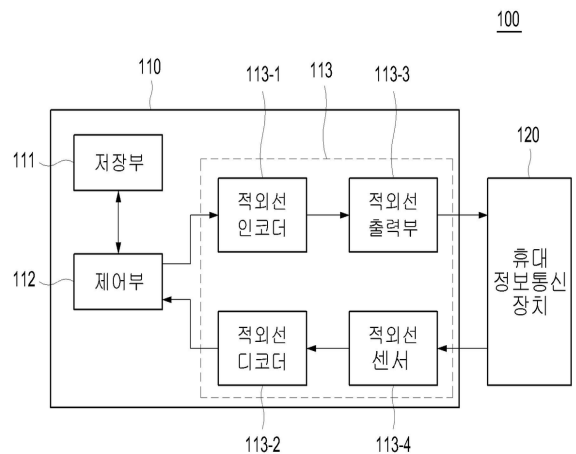 100
110
113-1
113
113-3
111
저장부
120
적외선
인코더
적외선
출력부
112
제어부
휴대
정보통신
장치
적외선
디코더
적외선
센서
113-2
113-4